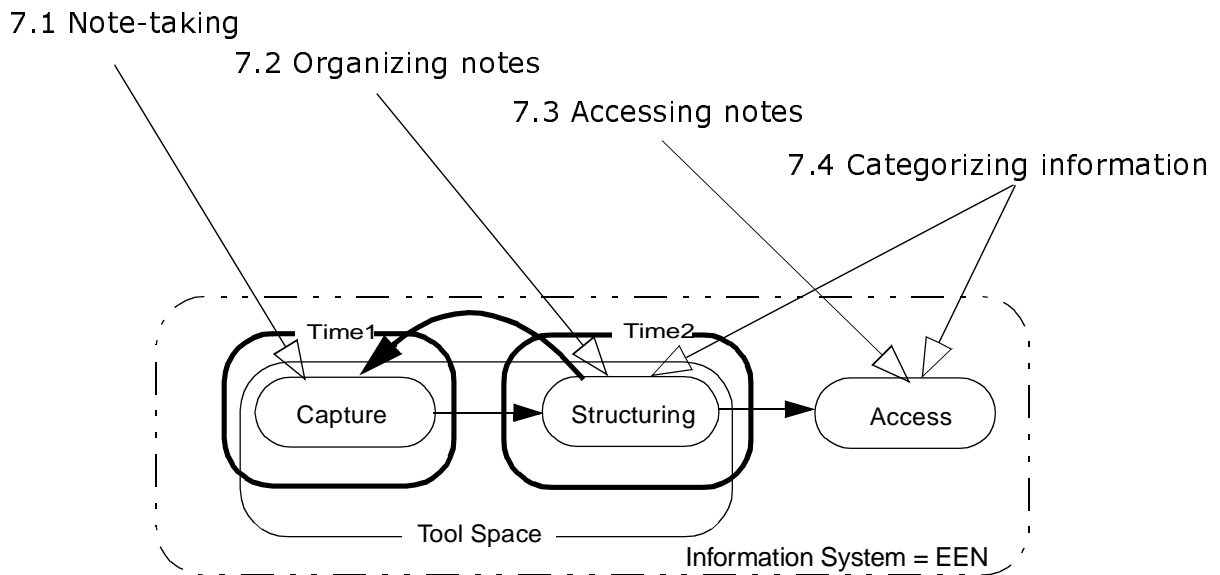 7.1 Note-taking
7.2 Organizing notes
7.3 Accessing notes
7.4 Categorizing information
Time1
Time2
Capture
Structuring
Access
Tool Space
Information System = EEN